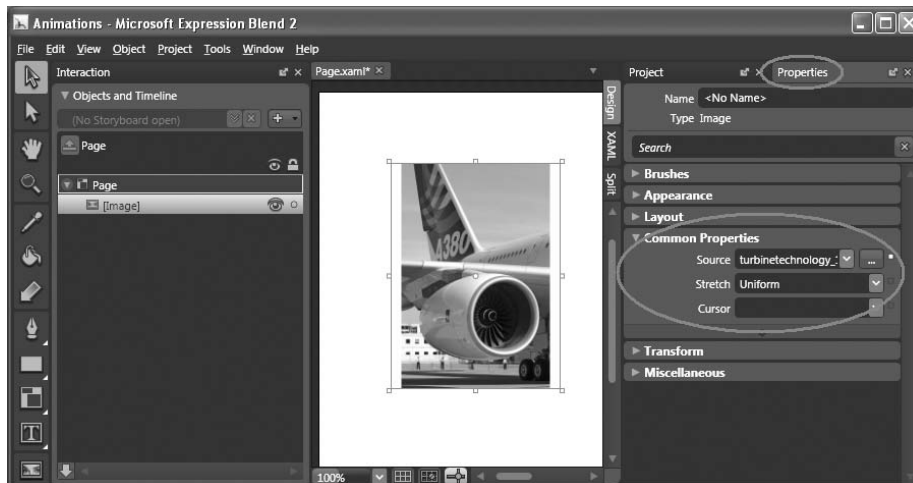 Animations - Microsoft Expression Blend 2
File Edit View Object Project Tools Window Help
Interaction
Objects and Timeline
(No Storyboard open)
Page
Page
[Image]
Page.xaml*
Design
XAML
Split
A380
100%
Project
Properties
Name <No Name>
Type Image
Search
Brushes
Appearance
Layout
Common Properties
Source turbinetechnology_
Stretch Uniform
Cursor
Transform
Miscellaneous